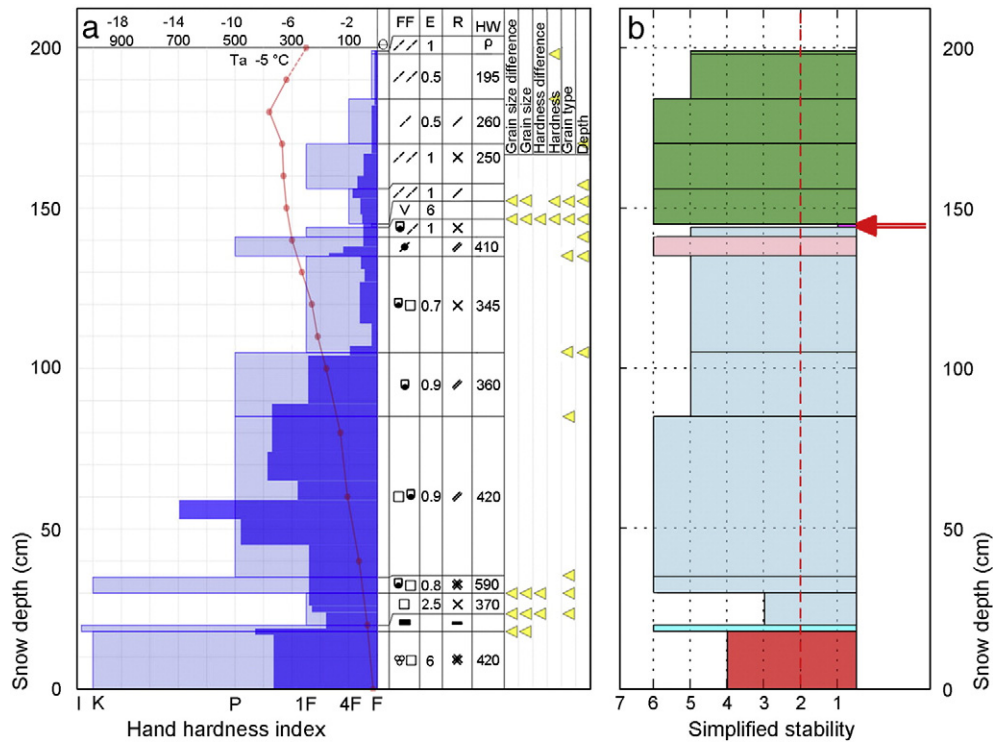 a
-18 -14 -10 -6 -2 FF E R HW
900 700 500 300 100 ρ
200
Ta -5 °C
1
0.5 195
0.5 260
1 250
150
1
V 6
1
410
0.7 345
100
0.9 360
50
0.9 420
0.8 590
2.5 370
6 420
0
I K P 1F 4F F
Hand hardness index
Snow depth (cm)
Grain size difference
Grain size
Hardness difference
Hardness
Grain type
Depth
b
200
150
100
50
0
7 6 5 4 3 2 1
Simplified stability
Snow depth (cm)